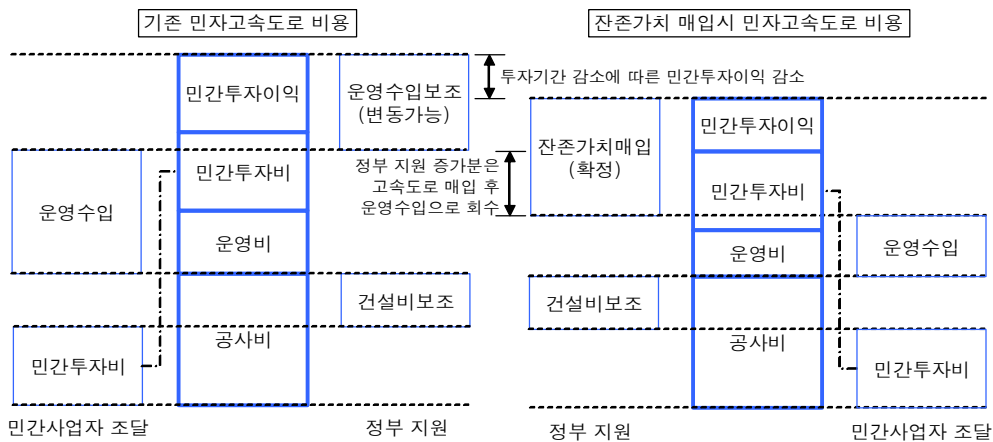 기존 민자고속도로 비용
민간투자이익
운영수입보조
(변동가능)
운영수입
민간투자비
운영비
건설비보조
공사비
민간투자비
민간사업자 조달
정부 지원
투자기간 감소에 따른 민간투자이익 감소
정부 지원 증가분은
고속도로 매입 후
운영수입으로 회수
잔존가치 매입시 민자고속도로 비용
잔존가치매입
(확정)
민간투자이익
민간투자비
운영비
운영수입
건설비보조
공사비
민간투자비
정부 지원
민간사업자 조달